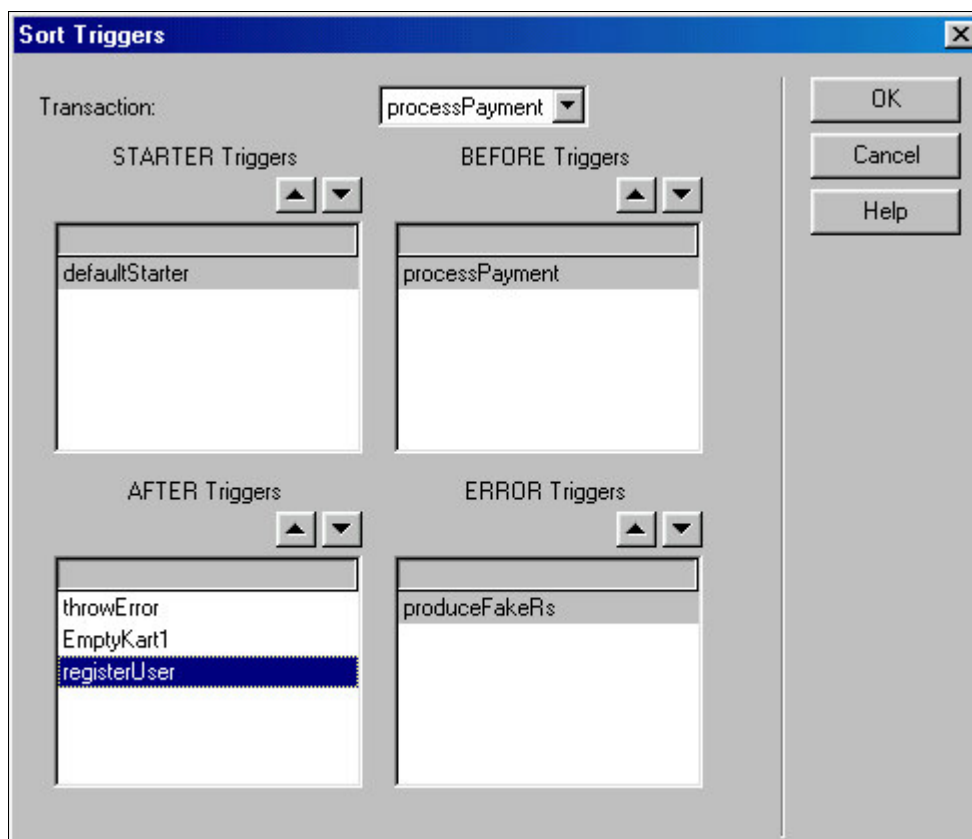 Sort Triggers
Transaction: processPayment OK
STARTER Triggers BEFORE Triggers Cancel
Help
defaultStarter processPayment
AFTER Triggers ERROR Triggers
throwError produceFakeRs
EmptyKart1
registerUser